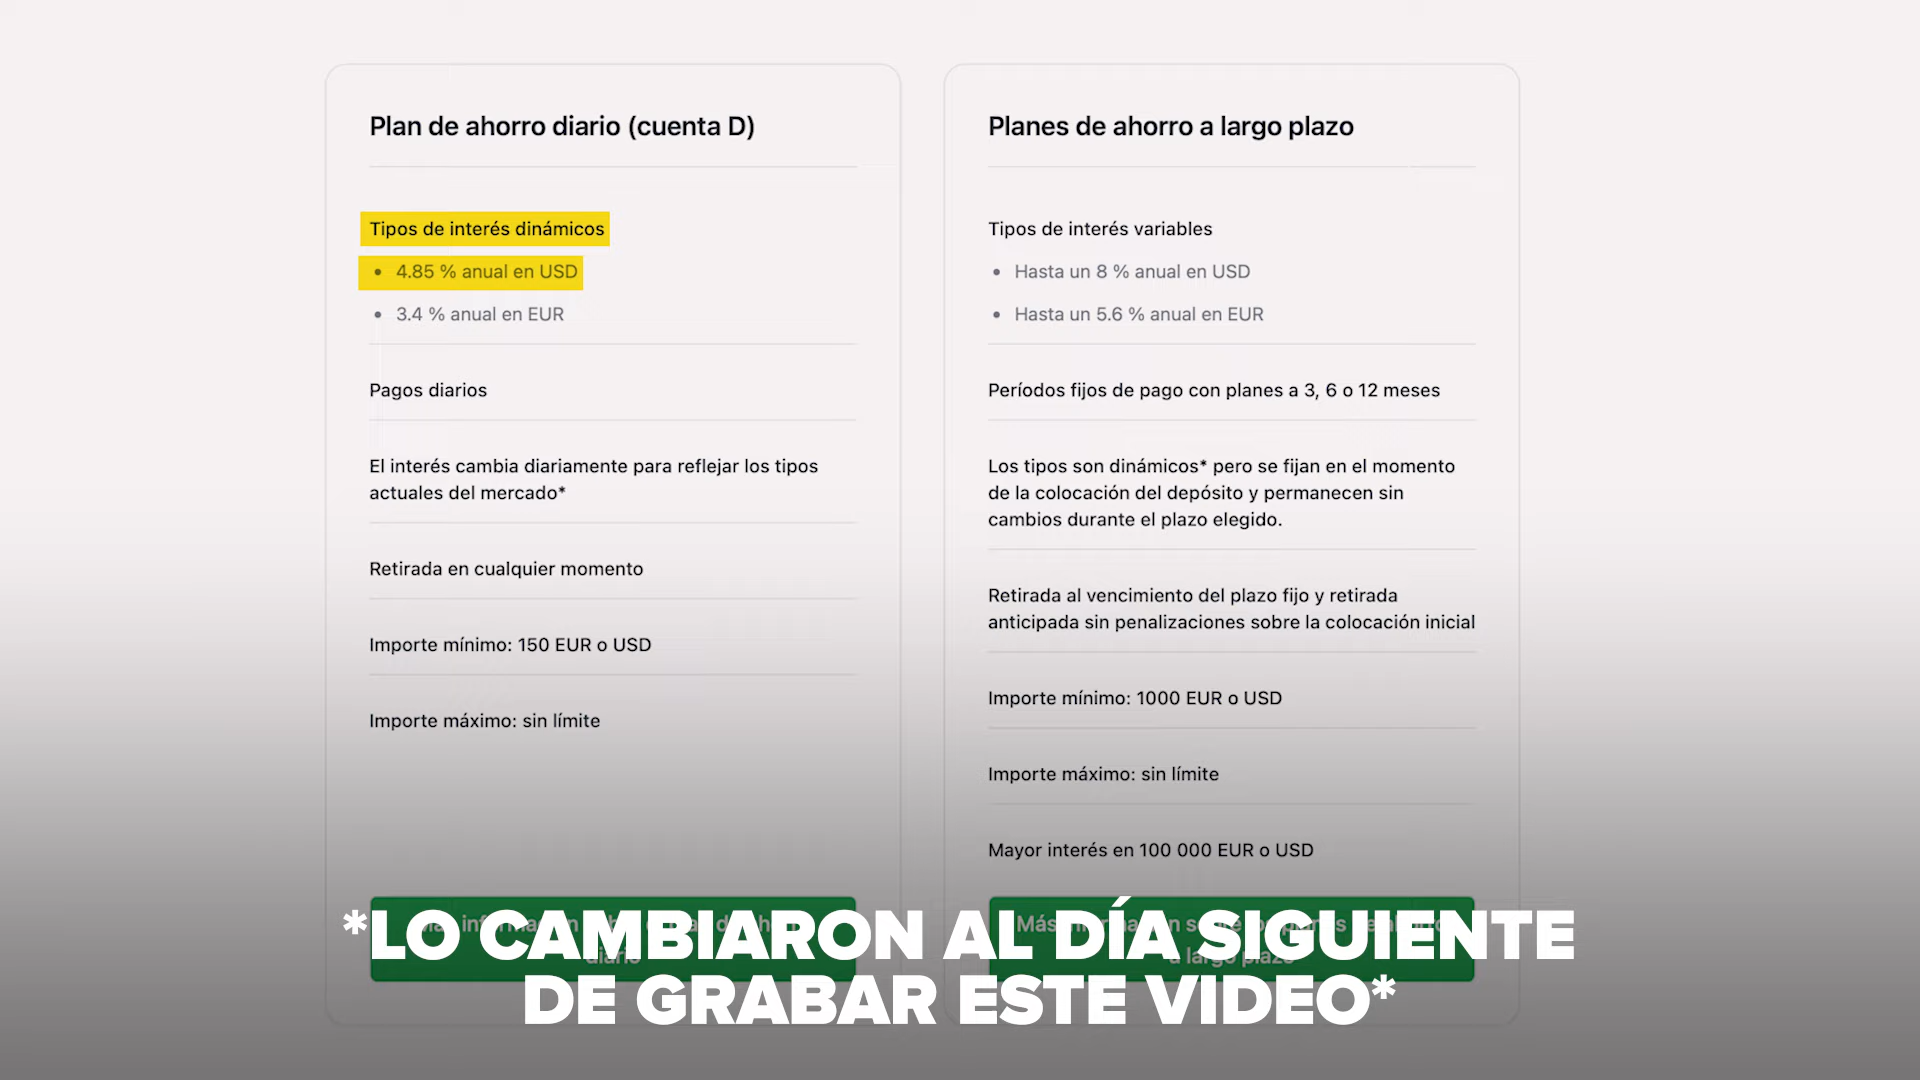 Plan de ahorro diario (cuenta D)
Tipos de interés dinámicos
• 4.85 % anual en USD
• 3.4 % anual en EUR
Pagos diarios
El interés cambia diariamente para reflejar los tipos
actuales del mercado*
Retirada en cualquier momento
Importe mínimo: 150 EUR o USD
Importe máximo: sin límite
Planes de ahorro a largo plazo
Tipos de interés variables
• Hasta un 8 % anual en USD
• Hasta un 5.6 % anual en EUR
Períodos fijos de pago con planes a 3, 6 o 12 meses
Los tipos son dinámicos* pero se fijan en el momento
de la colocación del depósito y permanecen sin
cambios durante el plazo elegido.
Retirada al vencimiento del plazo fijo y retirada
anticipada sin penalizaciones sobre la colocación inicial
Importe mínimo: 1000 EUR o USD
Importe máximo: sin límite
Mayor interés en 100 000 EUR o USD
*LO CAMBIARON AL DÍA SIGUIENTE
DE GRABAR ESTE VIDEO*